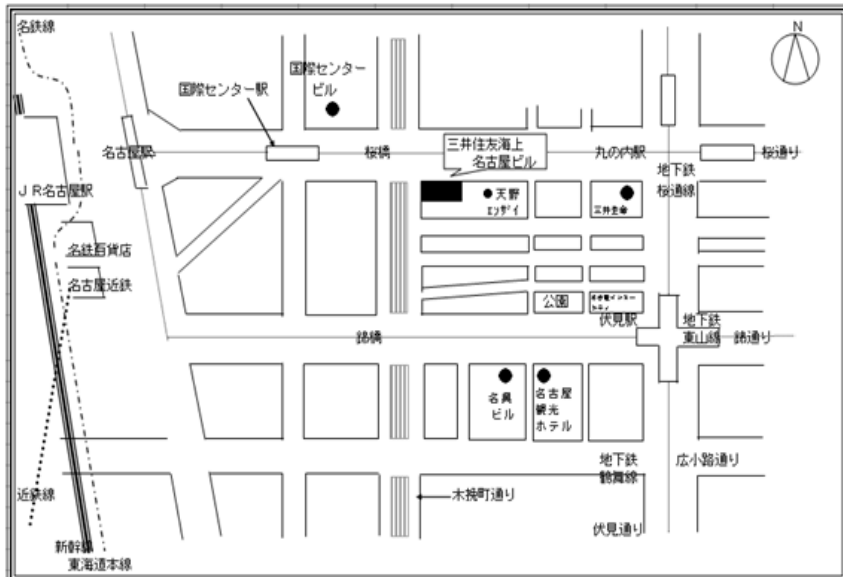 名鉄線
N
国際センター
ビル
国際センター駅
三井住友海上
名古屋ビル
名古屋駅
桜橋
九の内駅
桜通り
地下鉄
桜通線
JR名古屋駅
天野
エンザイ
三井生命
名鉄百貨店
名古屋近鉄
公園
伏見駅
地下鉄
東山線
錦橋
錦通り
名興
ビル
名古屋
観光
ホテル
地下鉄
鶴舞線
広小路通り
近鉄線
木挽町通り
伏見通り
新幹線
東海道本線